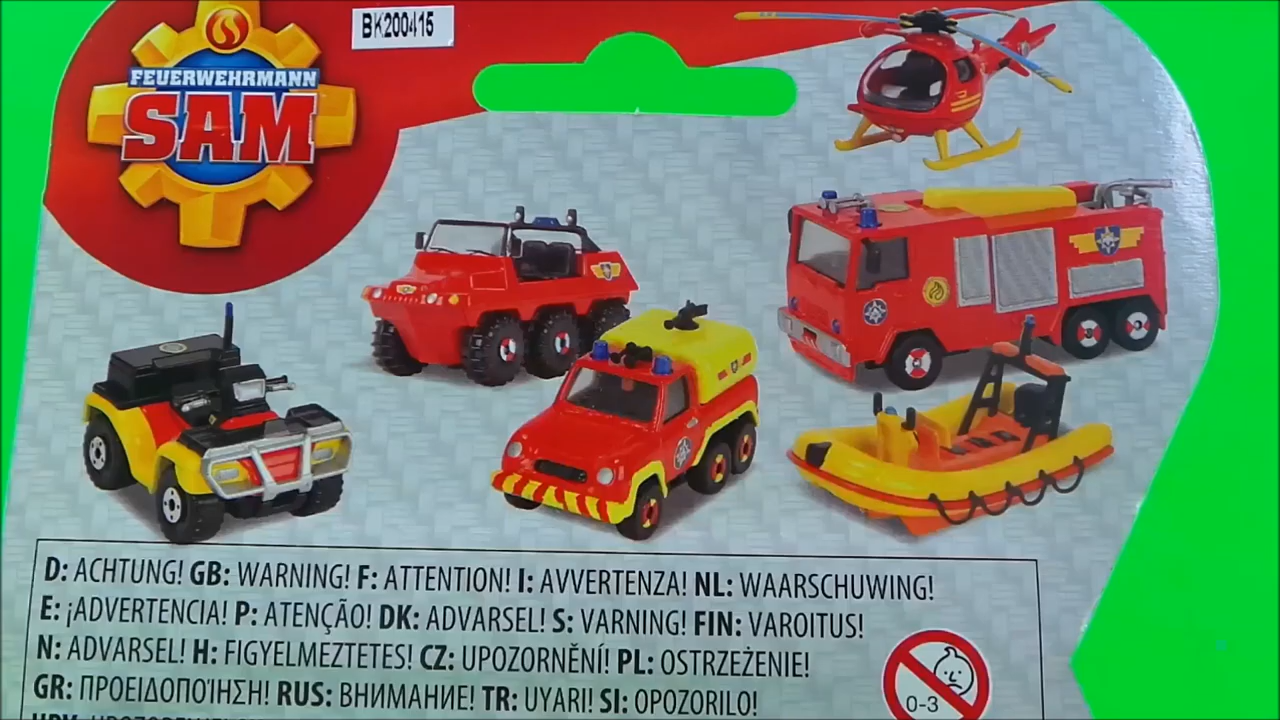 BK200415
FEUERWEHRMANN
SAM
D: ACHTUNG! GB: WARNING! F: ATTENTION! I: AVVERTENZA! NL: WAARSCHUWING!
E: ¡ADVERTENCIA! P: ATENÇÃO! DK: ADVARSEL! S: VARNING! FIN: VAROITUS!
N: ADVARSEL! H: FIGYELMEZTETES! CZ: UPOZORNĚNÍ! PL: OSTRZEŻENIE!
GR: ΠΡΟΕΙΔΟΠΟΊΗΣΗ! RUS: ВНИМАНИЕ! TR: UYARI! SI: OPOZORILO!
0-3